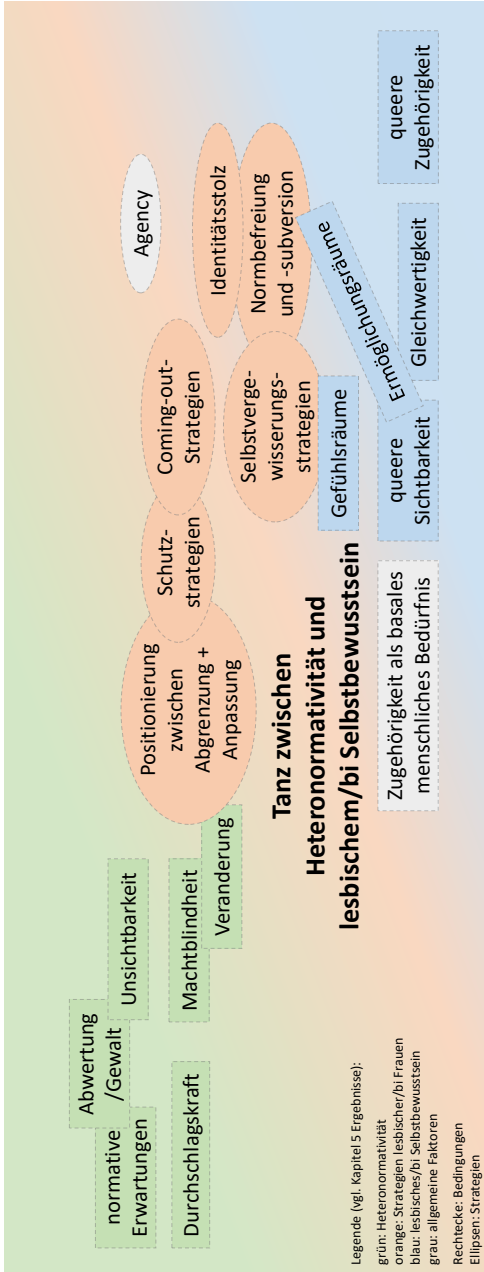 Abwertung
/Gewalt
normative
Erwartungen
Unsichtbarkeit
Durchschlagskraft
Machtblindheit
Veranderung
Positionierung
zwischen
Abgrenzung +
Anpassung
Schutz-
strategien
Coming-out-
Strategien
Agency
Identitätsstolz
Normbefreiung
und -subversion
Selbstverge-
wisserungs-
strategien
Gefühlsräume
Ermöglichungsräume
Tanz zwischen
Heteronormativität und
lesbischem/bi Selbstbewusstsein
Zugehörigkeit als basales
menschliches Bedürfnis
queere
Sichtbarkeit
Gleichwertigkeit
queere
Zugehörigkeit
Legende (vgl. Kapitel 5 Ergebnisse):
grün: Heteronormativität
orange: Strategien lesbischer/bi Frauen
blau: lesbisches/bi Selbstbewusstsein
grau: allgemeine Faktoren
Rechtecke: Bedingungen
Ellipsen: Strategien